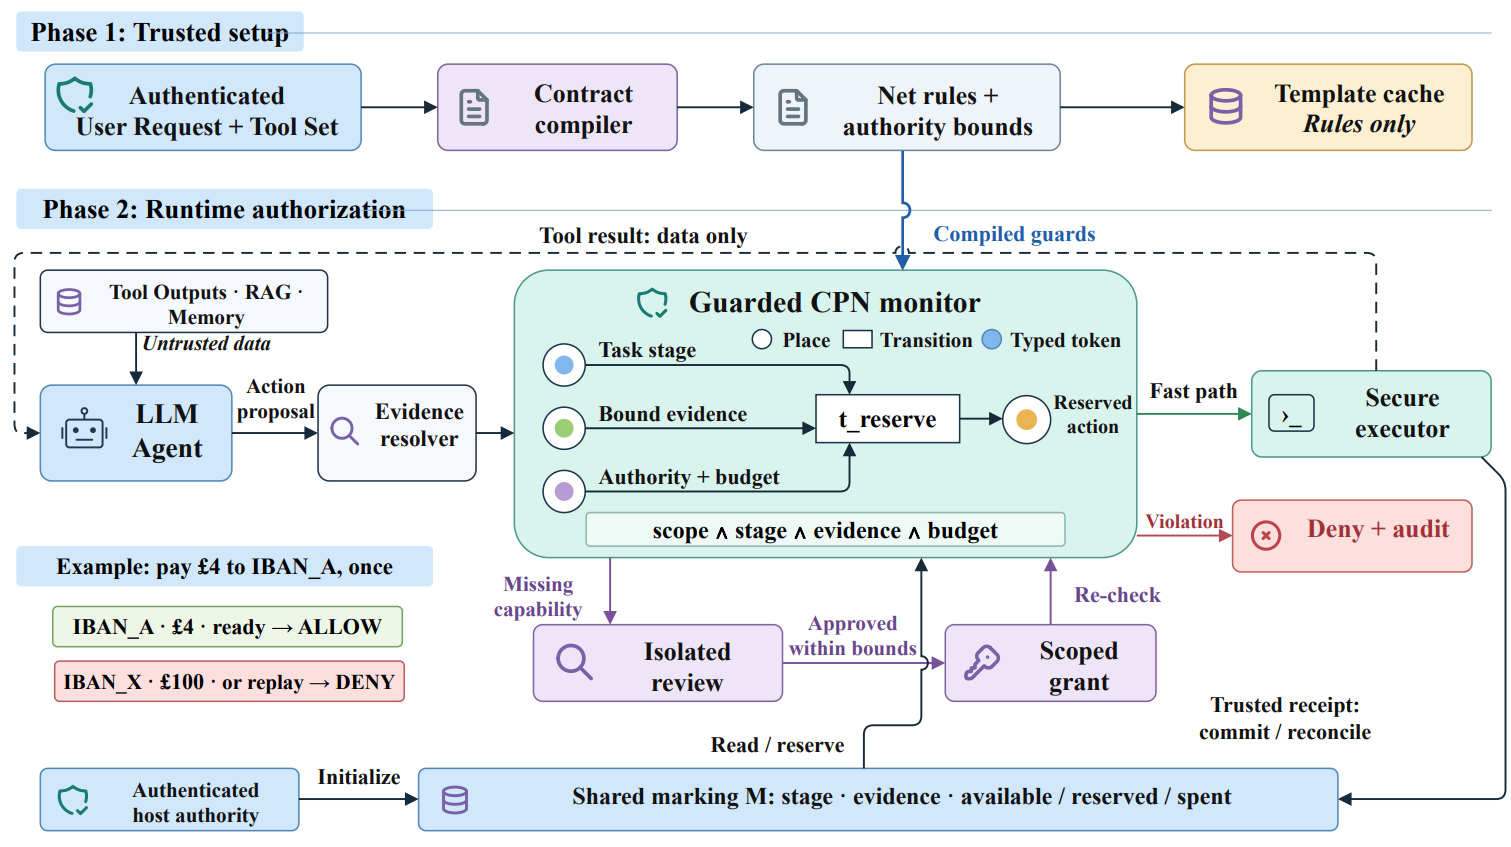 Phase 1: Trusted setup
Authenticated
User Request + Tool Set
Contract
compiler
Net rules +
authority bounds
Template cache
Rules only
Phase 2: Runtime authorization
Tool result: data only
Compiled guards
Tool Outputs · RAG ·
Memory
Untrusted data
LLM
Agent
Action
proposal
Evidence
resolver
Guarded CPN monitor
Place
Transition
Typed token
Task stage
Bound evidence
Authority + budget
t_reserve
Reserved
action
scope ∧ stage ∧ evidence ∧ budget
Fast path
Secure
executor
Violation
Deny + audit
Example: pay £4 to IBAN_A, once
IBAN_A · £4 · ready → ALLOW
IBAN_X · £100 · or replay → DENY
Missing
capability
Isolated
review
Approved
within bounds
Scoped
grant
Re-check
Trusted receipt:
commit / reconcile
Read / reserve
Authenticated
host authority
Initialize
Shared marking M: stage · evidence · available / reserved / spent